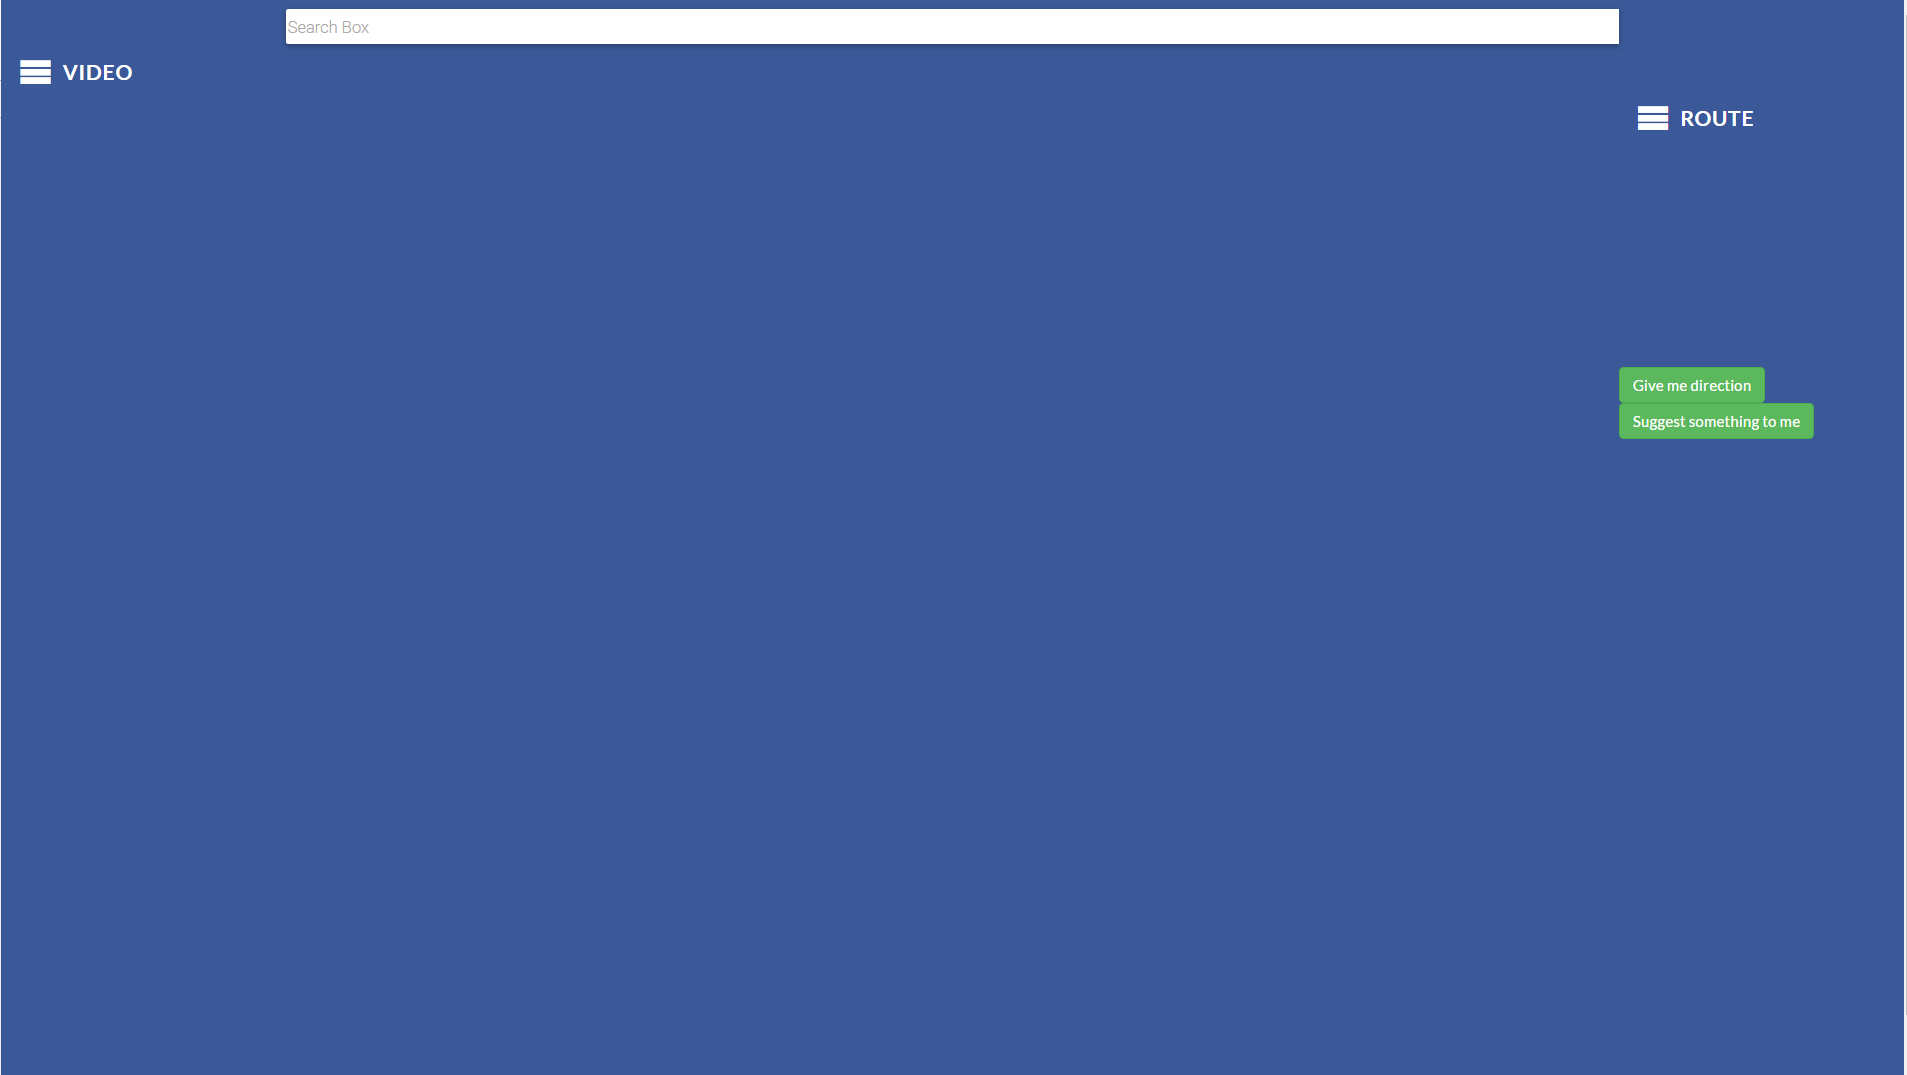 Search Box
VIDEO
ROUTE
Give me direction
Suggest something to me